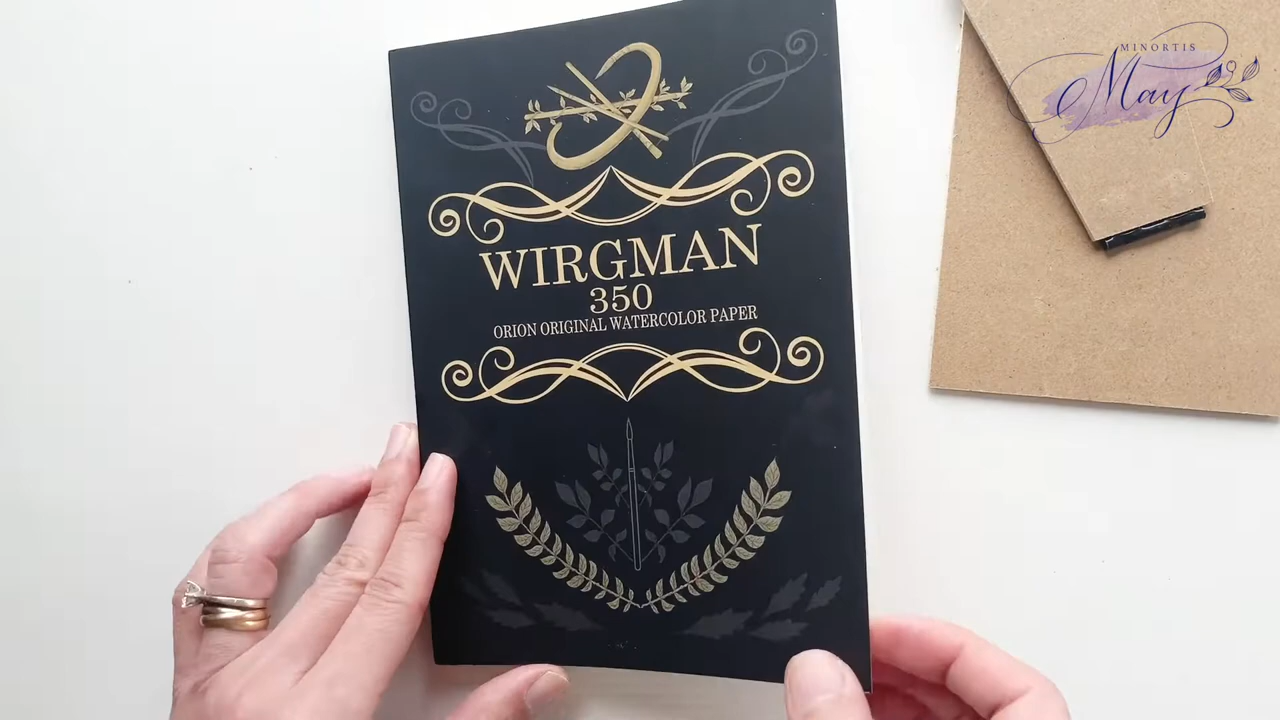 MINORTIS
May
WIRGMAN
350
ORION ORIGINAL WATERCOLOR PAPER